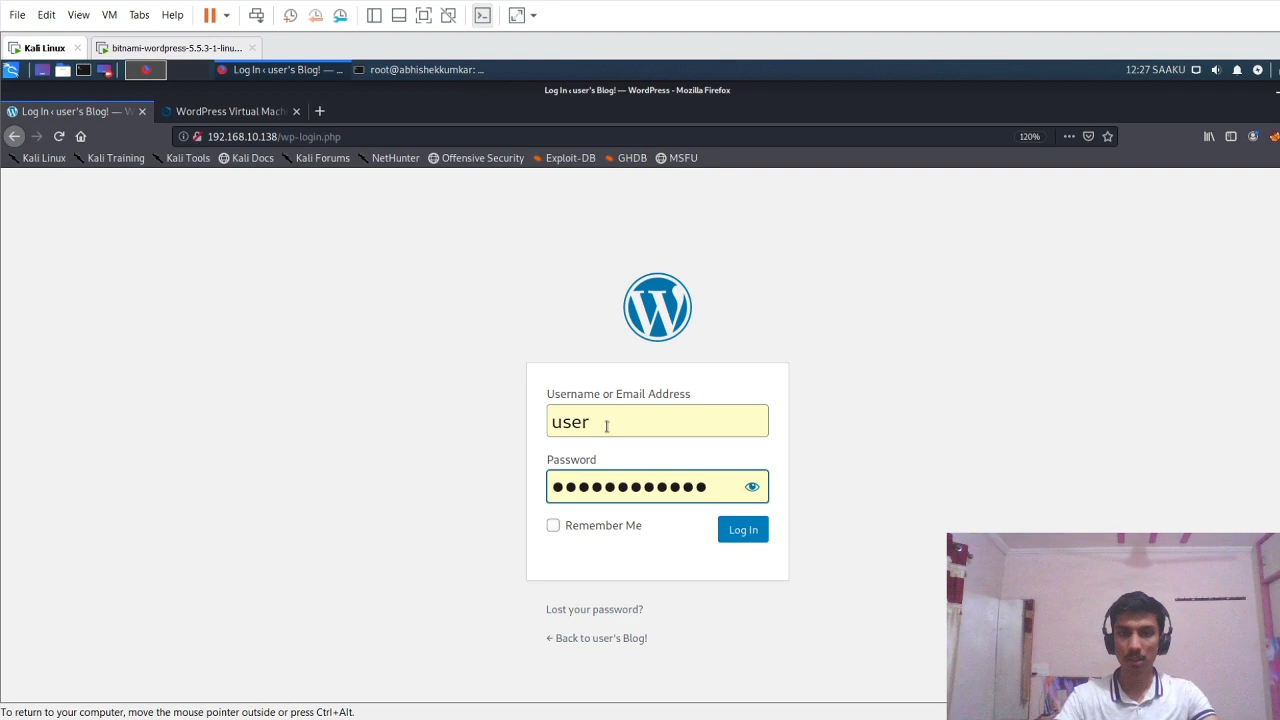 File Edit View VM Tabs Help
Kali Linux bitnami-wordpress-5.5.3-1-linu...
Log In ‹ user's Blog! — ... root@abhishekkumar: ... 12:27 SAAKU
Log In ‹ user's Blog! — WordPress - Mozilla Firefox
Log In ‹ user's Blog! — W WordPress Virtual Mach
192.168.10.138/wp-login.php 120%
Kali Linux Kali Training Kali Tools Kali Docs Kali Forums NetHunter Offensive Security Exploit-DB GHDB MSFU
Username or Email Address
user
Password
Remember Me Log In
Lost your password?
← Back to user's Blog!
To return to your computer, move the mouse pointer outside or press Ctrl+Alt.